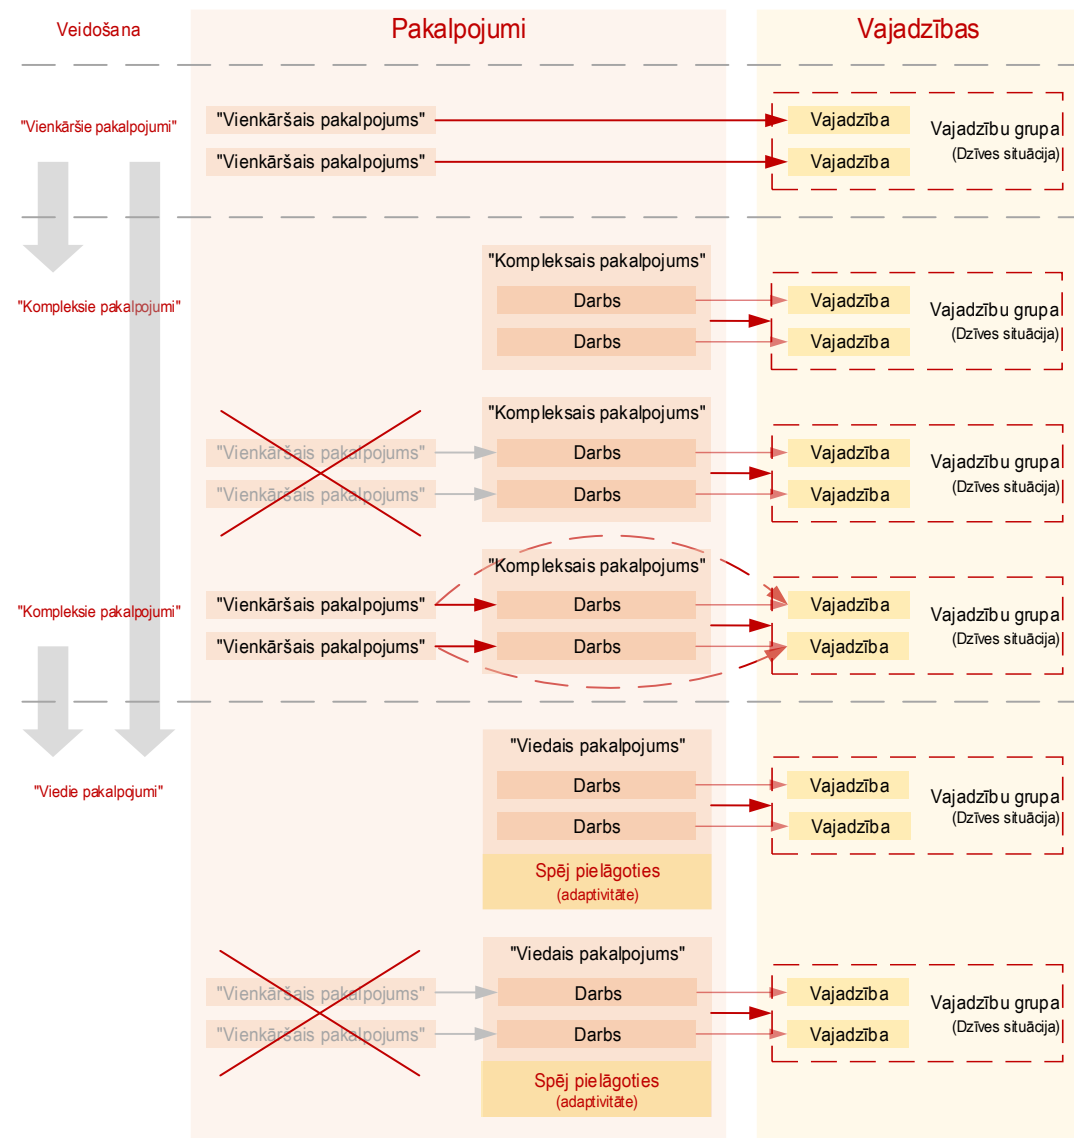 Veidošana
Pakalpojumi
Vajadzības
"Vienkāršie pakalpojumi"
"Vienkāršais pakalpojums"
Vajadzība
"Vienkāršais pakalpojums"
Vajadzība
Vajadzību grupa
(Dzīves situācija)
"Kompleksie pakalpojumi"
"Kompleksais pakalpojums"
Darbs
Vajadzība
Darbs
Vajadzība
Vajadzību grupa
(Dzīves situācija)
"Kompleksais pakalpojums"
"Vienkāršais pakalpojums"
Darbs
Vajadzība
"Vienkāršais pakalpojums"
Darbs
Vajadzība
Vajadzību grupa
(Dzīves situācija)
"Kompleksie pakalpojumi"
"Kompleksais pakalpojums"
"Vienkāršais pakalpojums"
Darbs
Vajadzība
"Vienkāršais pakalpojums"
Darbs
Vajadzība
Vajadzību grupa
(Dzīves situācija)
"Viedie pakalpojumi"
"Viedais pakalpojums"
Darbs
Vajadzība
Darbs
Vajadzība
Vajadzību grupa
(Dzīves situācija)
Spēj pielāgoties
(adaptivitāte)
"Viedais pakalpojums"
"Vienkāršais pakalpojums"
Darbs
Vajadzība
"Vienkāršais pakalpojums"
Darbs
Vajadzība
Vajadzību grupa
(Dzīves situācija)
Spēj pielāgoties
(adaptivitāte)